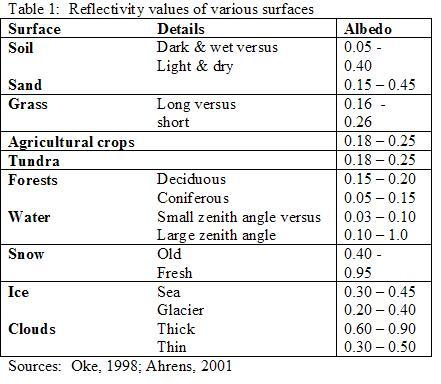 Table 1: Reflectivity values of various surfaces
Surface Details Albedo
Soil Dark & wet versus 0.05 -
Light & dry 0.40
Sand 0.15 – 0.45
Grass Long versus 0.16 -
short 0.26
Agricultural crops 0.18 – 0.25
Tundra 0.18 – 0.25
Forests Deciduous 0.15 – 0.20
Coniferous 0.05 – 0.15
Water Small zenith angle versus 0.03 – 0.10
Large zenith angle 0.10 – 1.0
Snow Old 0.40 -
Fresh 0.95
Ice Sea 0.30 – 0.45
Glacier 0.20 – 0.40
Clouds Thick 0.60 – 0.90
Thin 0.30 – 0.50
Sources: Oke, 1998; Ahrens, 2001